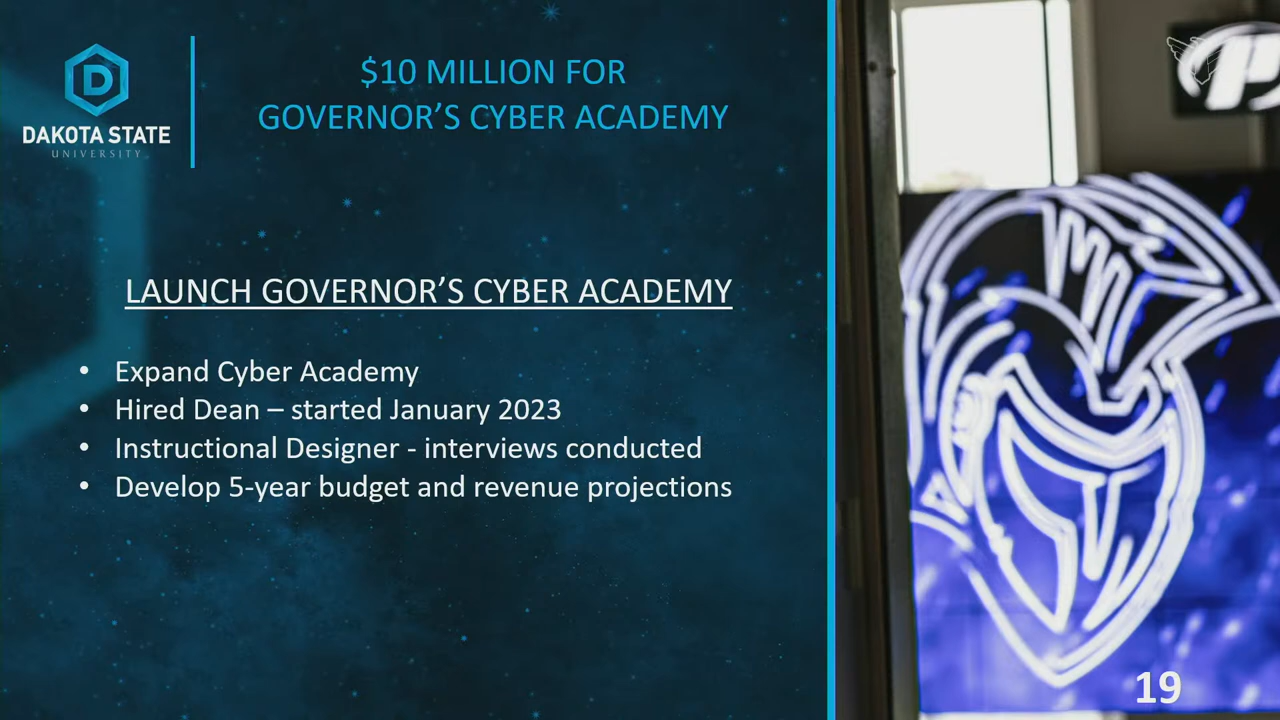 DAKOTA STATE
UNIVERSITY
$10 MILLION FOR
GOVERNOR’S CYBER ACADEMY
LAUNCH GOVERNOR’S CYBER ACADEMY
• Expand Cyber Academy
• Hired Dean – started January 2023
• Instructional Designer - interviews conducted
• Develop 5-year budget and revenue projections
19